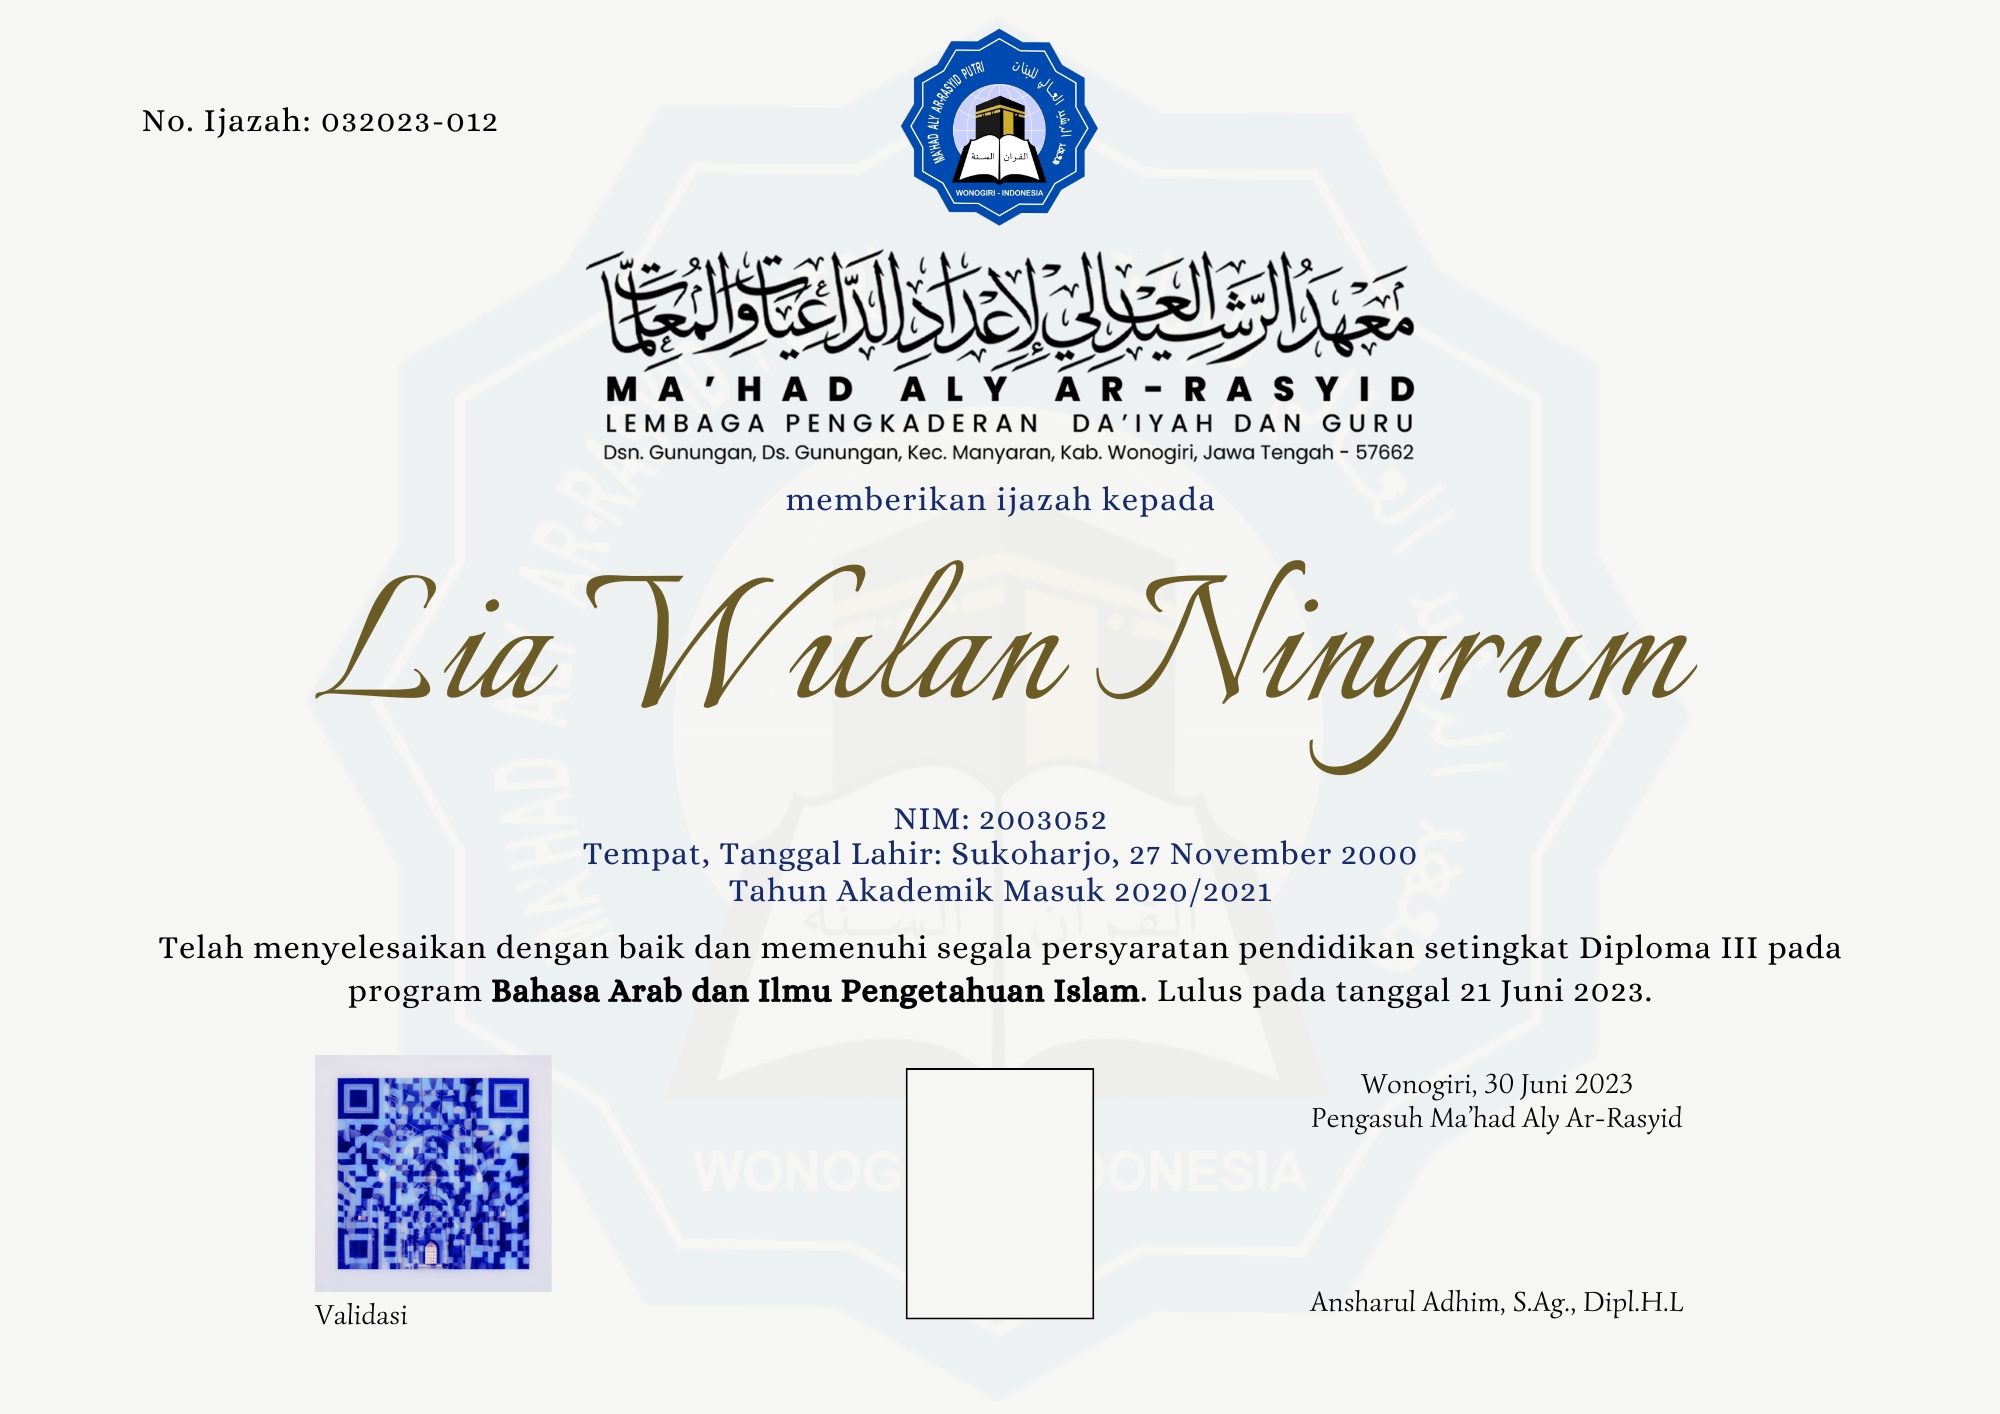 No. Ijazah: 032023-012
MA'HAD ALY AR-RASYID PUTRI
معهد الرشيد العالي للبنات
السنة القرآن
WONOGIRI - INDONESIA
معهد الرشيد العالي لإعداد الداعيات والمعلمات
MA'HAD ALY AR-RASYID
LEMBAGA PENGKADERAN DA'IYAH DAN GURU
Dsn. Gunungan, Ds. Gunungan, Kec. Manyaran, Kab. Wonogiri, Jawa Tengah - 57662
memberikan ijazah kepada
Lia Wulan Ningrum
NIM: 2003052
Tempat, Tanggal Lahir: Sukoharjo, 27 November 2000
Tahun Akademik Masuk 2020/2021
Telah menyelesaikan dengan baik dan memenuhi segala persyaratan pendidikan setingkat Diploma III pada
program Bahasa Arab dan Ilmu Pengetahuan Islam. Lulus pada tanggal 21 Juni 2023.
Wonogiri, 30 Juni 2023
Pengasuh Ma'had Aly Ar-Rasyid
Ansharul Adhim, S.Ag., Dipl.H.L
Validasi